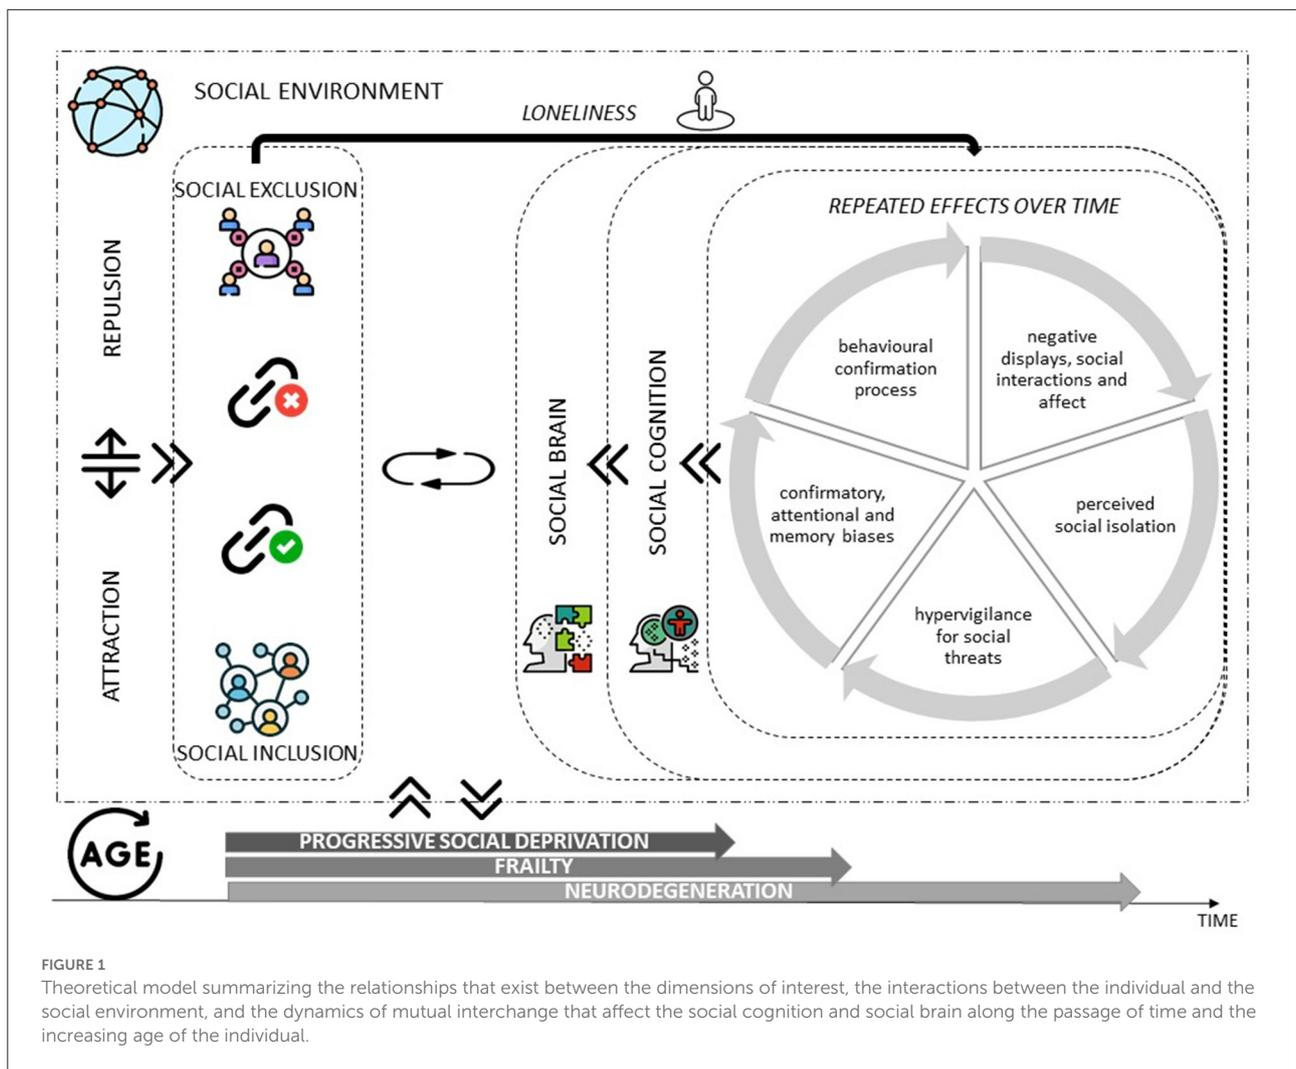 SOCIAL ENVIRONMENT
LONELINESS
SOCIAL EXCLUSION
REPULSION
ATTRACTION
SOCIAL INCLUSION
SOCIAL BRAIN
SOCIAL COGNITION
REPEATED EFFECTS OVER TIME
behavioural
confirmation
process
negative
displays, social
interactions and
affect
perceived
social isolation
hypervigilance
for social
threats
confirmatory,
attentional and
memory biases
AGE
PROGRESSIVE SOCIAL DEPRIVATION
FRAILTY
NEURODEGENERATION
TIME
FIGURE 1
Theoretical model summarizing the relationships that exist between the dimensions of interest, the interactions between the individual and the
social environment, and the dynamics of mutual interchange that affect the social cognition and social brain along the passage of time and the
increasing age of the individual.